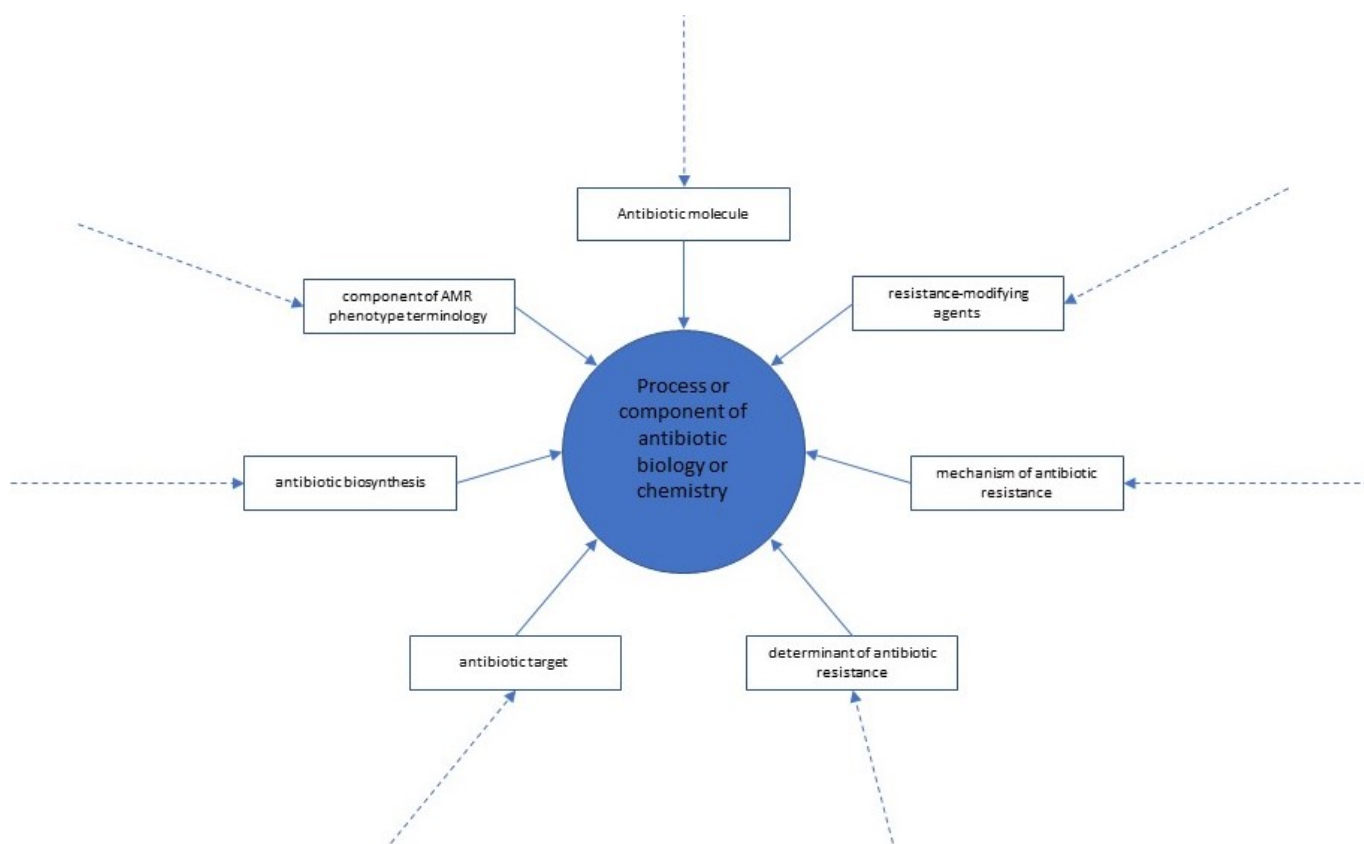 Antibiotic molecule
component of AMR
phenotype terminology
resistance-modifying
agents
Process or
component of
antibiotic
biology or
chemistry
antibiotic biosynthesis
mechanism of antibiotic
resistance
antibiotic target
determinant of antibiotic
resistance